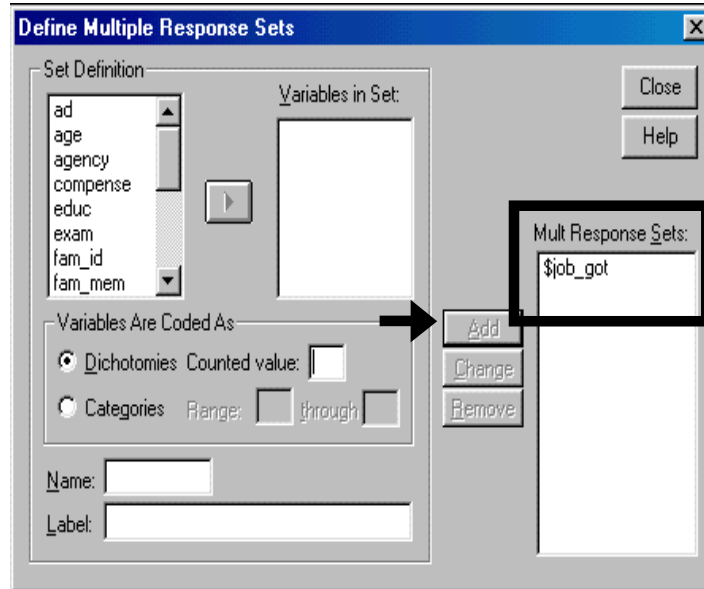 Define Multiple Response Sets
Set Definition
Variables in Set:
ad
age
agency
compense
educ
exam
fam_id
fam_mem
Close
Help
Mult Response Sets:
$job_got
Variables Are Coded As
Dichotomies Counted value:
Categories Range: through
Add
Change
Remove
Name:
Label: